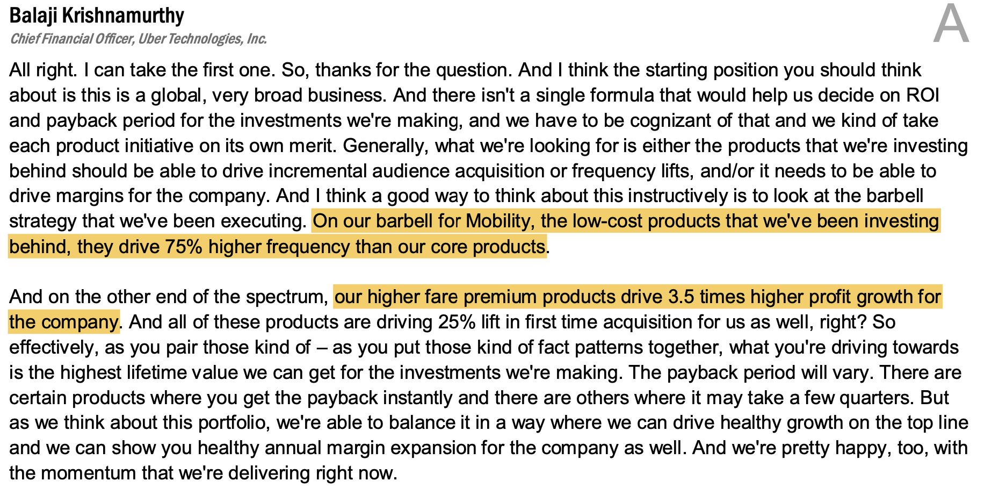 Balaji Krishnamurthy
A
Chief Financial Officer, Uber Technologies, Inc.
All right. I can take the first one. So, thanks for the question. And I think the starting position you should think
about is this is a global, very broad business. And there isn't a single formula that would help us decide on ROI
and payback period for the investments we're making, and we have to be cognizant of that and we kind of take
each product initiative on its own merit. Generally, what we're looking for is either the products that we're investing
behind should be able to drive incremental audience acquisition or frequency lifts, and/or it needs to be able to
drive margins for the company. And I think a good way to think about this instructively is to look at the barbell
strategy that we've been executing. On our barbell for Mobility, the low-cost products that we've been investing
behind, they drive 75% higher frequency than our core products.
And on the other end of the spectrum, our higher fare premium products drive 3.5 times higher profit growth for
the company. And all of these products are driving 25% lift in first time acquisition for us as well, right? So
effectively, as you pair those kind of – as you put those kind of fact patterns together, what you're driving towards
is the highest lifetime value we can get for the investments we're making. The payback period will vary. There are
certain products where you get the payback instantly and there are others where it may take a few quarters. But
as we think about this portfolio, we're able to balance it in a way where we can drive healthy growth on the top line
and we can show you healthy annual margin expansion for the company as well. And we're pretty happy, too, with
the momentum that we're delivering right now.